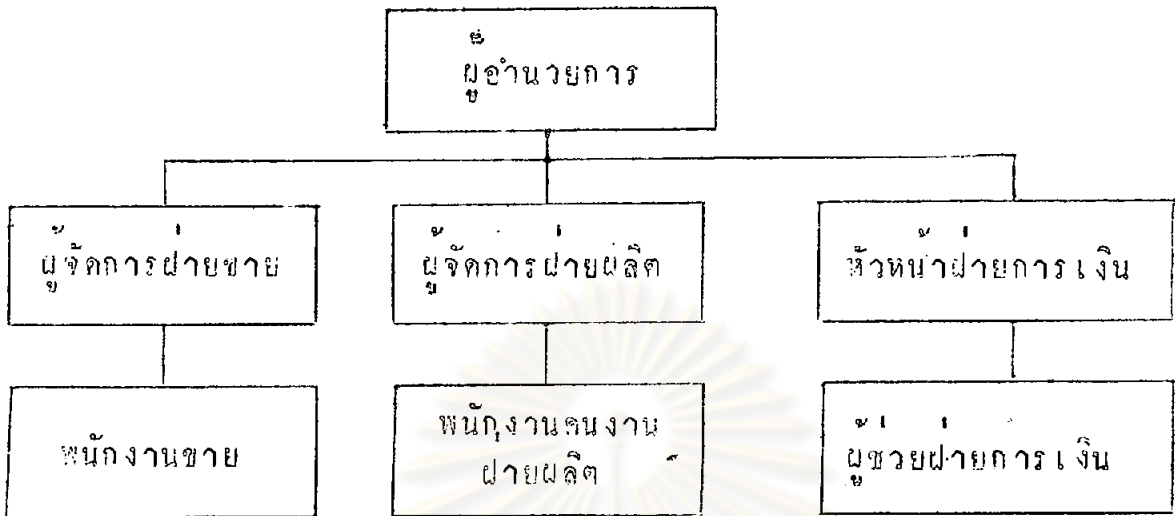 ผู้อำนวยการ
ผู้จัดการฝ่ายขาย
ผู้จัดการฝ่ายผลิต
หัวหน้าฝ่ายการเงิน
พนักงานขาย
พนักงานคนงาน
ฝ่ายผลิต
ผู้ช่วยฝ่ายการเงิน